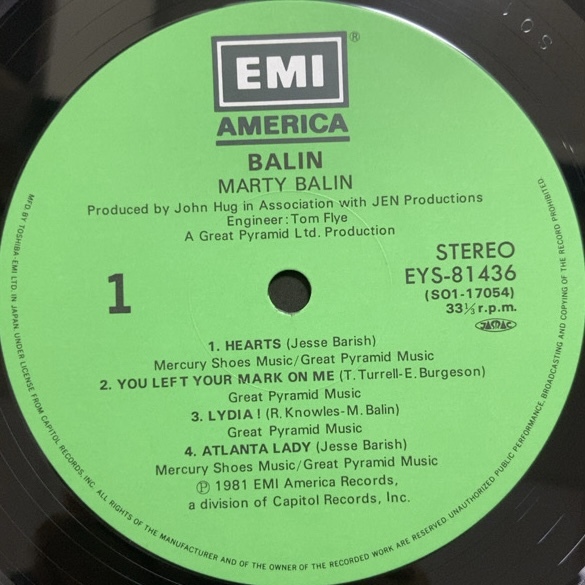 EMI
®
AMERICA
BALIN
MARTY BALIN
Produced by John Hug in Association with JEN Productions
Engineer: Tom Flye
A Great Pyramid Ltd. Production
STEREO
EYS-81436
(SO1-17054)
33⅓ r.p.m.
JASRAC
1
1. HEARTS (Jesse Barish)
Mercury Shoes Music/Great Pyramid Music
2. YOU LEFT YOUR MARK ON ME (T. Turrell-E. Burgeson)
Great Pyramid Music
3. LYDIA! (R. Knowles-M. Balin)
Great Pyramid Music
4. ATLANTA LADY (Jesse Barish)
Mercury Shoes Music/Great Pyramid Music
Ⓟ 1981 EMI America Records,
a division of Capitol Records, Inc.
MFD. BY TOSHIBA-EMI LTD. IN JAPAN UNDER LICENSE FROM CAPITOL RECORDS, INC. ALL RIGHTS OF THE MANUFACTURER AND OF THE OWNER OF THE RECORDED WORK ARE RESERVED. UNAUTHORIZED PUBLIC PERFORMANCE, BROADCASTING AND COPYING OF THE RECORD PROHIBITED.